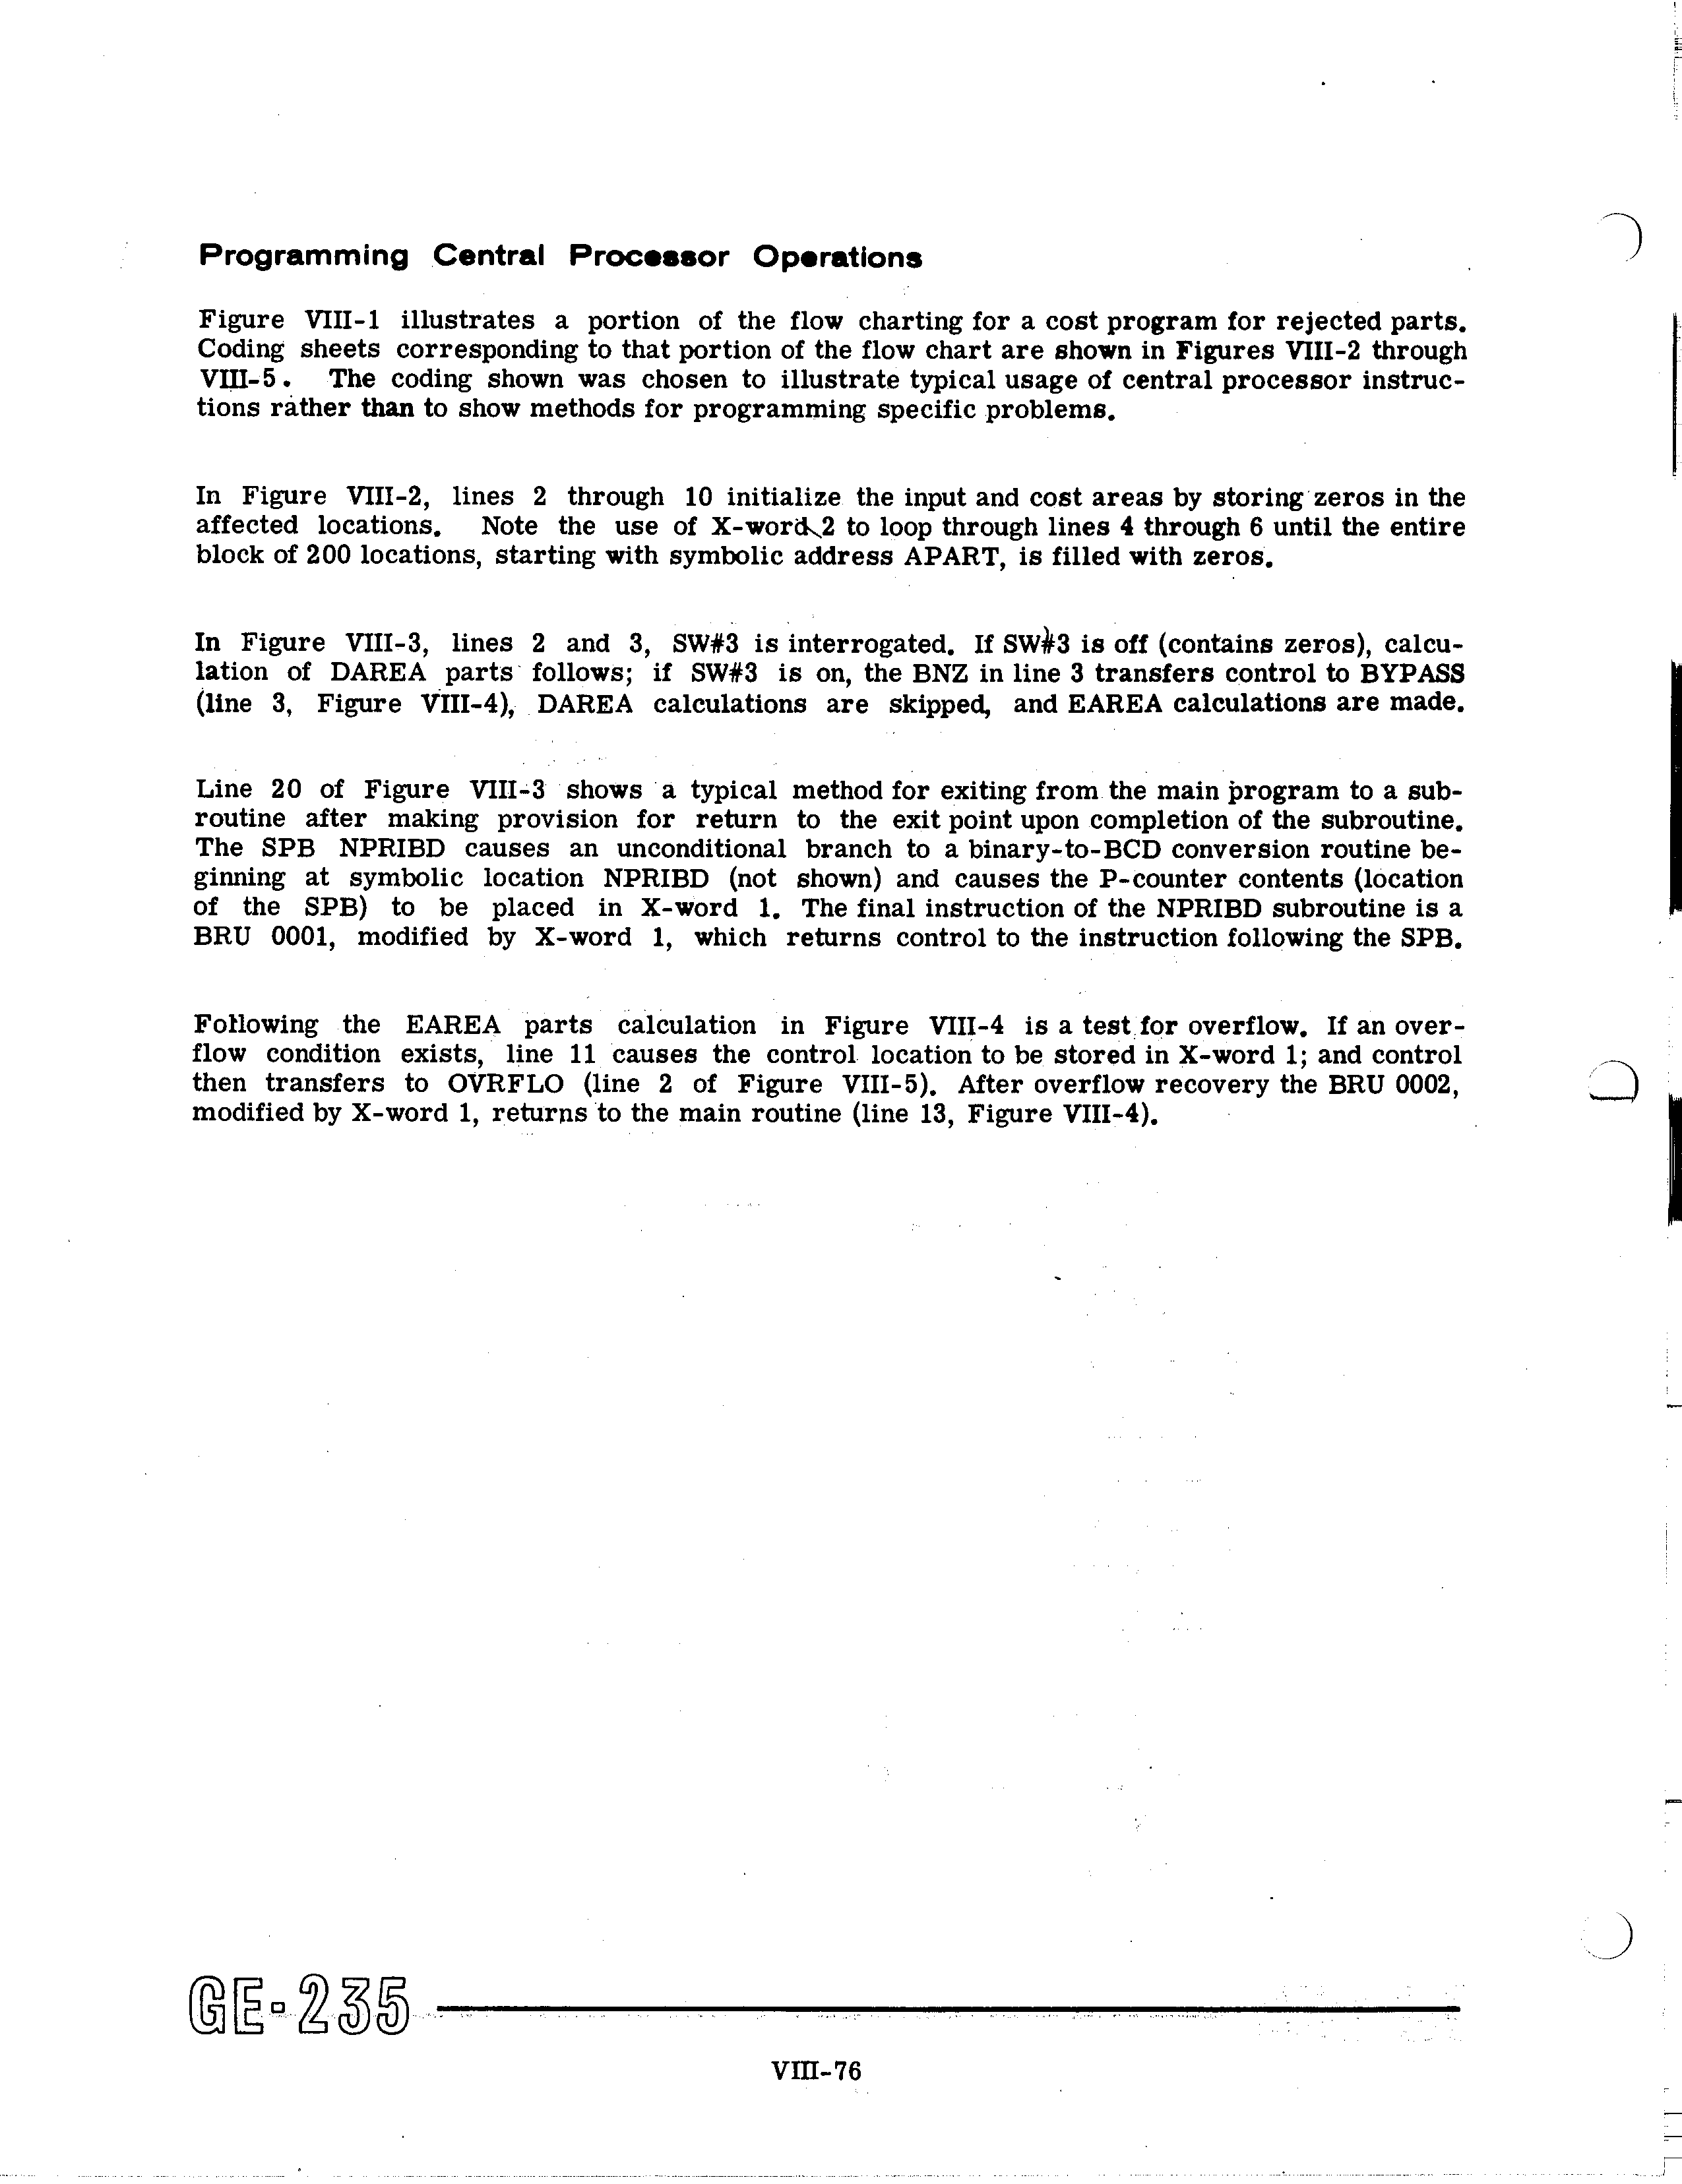 Programming Central Processor Operations
Figure VIII-1 illustrates a portion of the flow charting for a cost program for rejected parts.
Coding sheets corresponding to that portion of the flow chart are shown in Figures VIII-2 through
VIII-5. The coding shown was chosen to illustrate typical usage of central processor instruc-
tions rather than to show methods for programming specific problems.
In Figure VIII-2, lines 2 through 10 initialize the input and cost areas by storing zeros in the
affected locations. Note the use of X-word 2 to loop through lines 4 through 6 until the entire
block of 200 locations, starting with symbolic address APART, is filled with zeros.
In Figure VIII-3, lines 2 and 3, SW#3 is interrogated. If SW#3 is off (contains zeros), calcu-
lation of DAREA parts follows; if SW#3 is on, the BNZ in line 3 transfers control to BYPASS
(line 3, Figure VIII-4), DAREA calculations are skipped, and EAREA calculations are made.
Line 20 of Figure VIII-3 shows a typical method for exiting from the main program to a sub-
routine after making provision for return to the exit point upon completion of the subroutine.
The SPB NPRIBD causes an unconditional branch to a binary-to-BCD conversion routine be-
ginning at symbolic location NPRIBD (not shown) and causes the P-counter contents (location
of the SPB) to be placed in X-word 1. The final instruction of the NPRIBD subroutine is a
BRU 0001, modified by X-word 1, which returns control to the instruction following the SPB.
Following the EAREA parts calculation in Figure VIII-4 is a test for overflow. If an over-
flow condition exists, line 11 causes the control location to be stored in X-word 1; and control
then transfers to OVRFLO (line 2 of Figure VIII-5). After overflow recovery the BRU 0002,
modified by X-word 1, returns to the main routine (line 13, Figure VIII-4).
GE-235
VIII-76